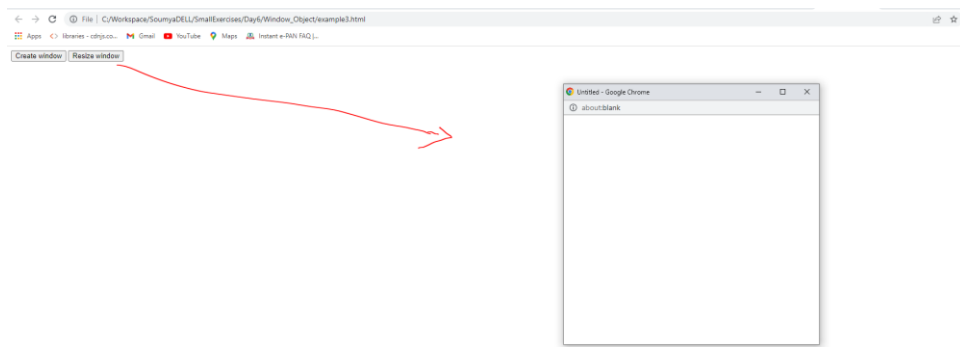 File | C:/Workspace/SoumyaDELL/SmallExercises/Day6/Window_Object/example3.html
Apps <> libraries - cdnjs.co... Gmail YouTube Maps Instant e-PAN FAQ |...
Create window Resize window
Untitled - Google Chrome
about:blank